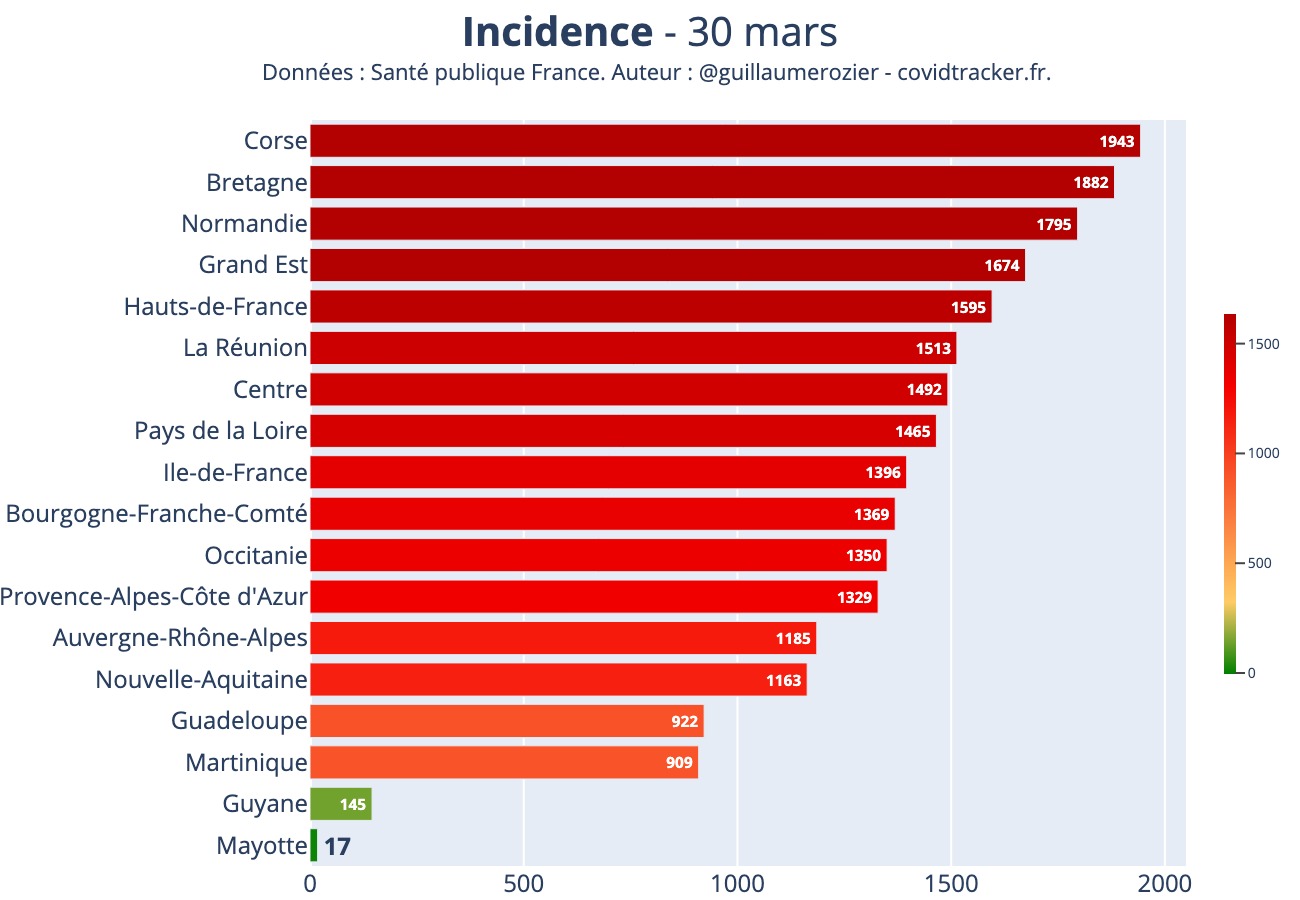 Incidence - 30 mars
Données : Santé publique France. Auteur : @guillaumerozier - covidtracker.fr.
Corse 1943
Bretagne 1882
Normandie 1795
Grand Est 1674
Hauts-de-France 1595
La Réunion 1513
Centre 1492
Pays de la Loire 1465
Ile-de-France 1396
Bourgogne-Franche-Comté 1369
Occitanie 1350
Provence-Alpes-Côte d'Azur 1329
Auvergne-Rhône-Alpes 1185
Nouvelle-Aquitaine 1163
Guadeloupe 922
Martinique 909
Guyane 145
Mayotte 17
0 500 1000 1500 2000
1500
1000
500
0